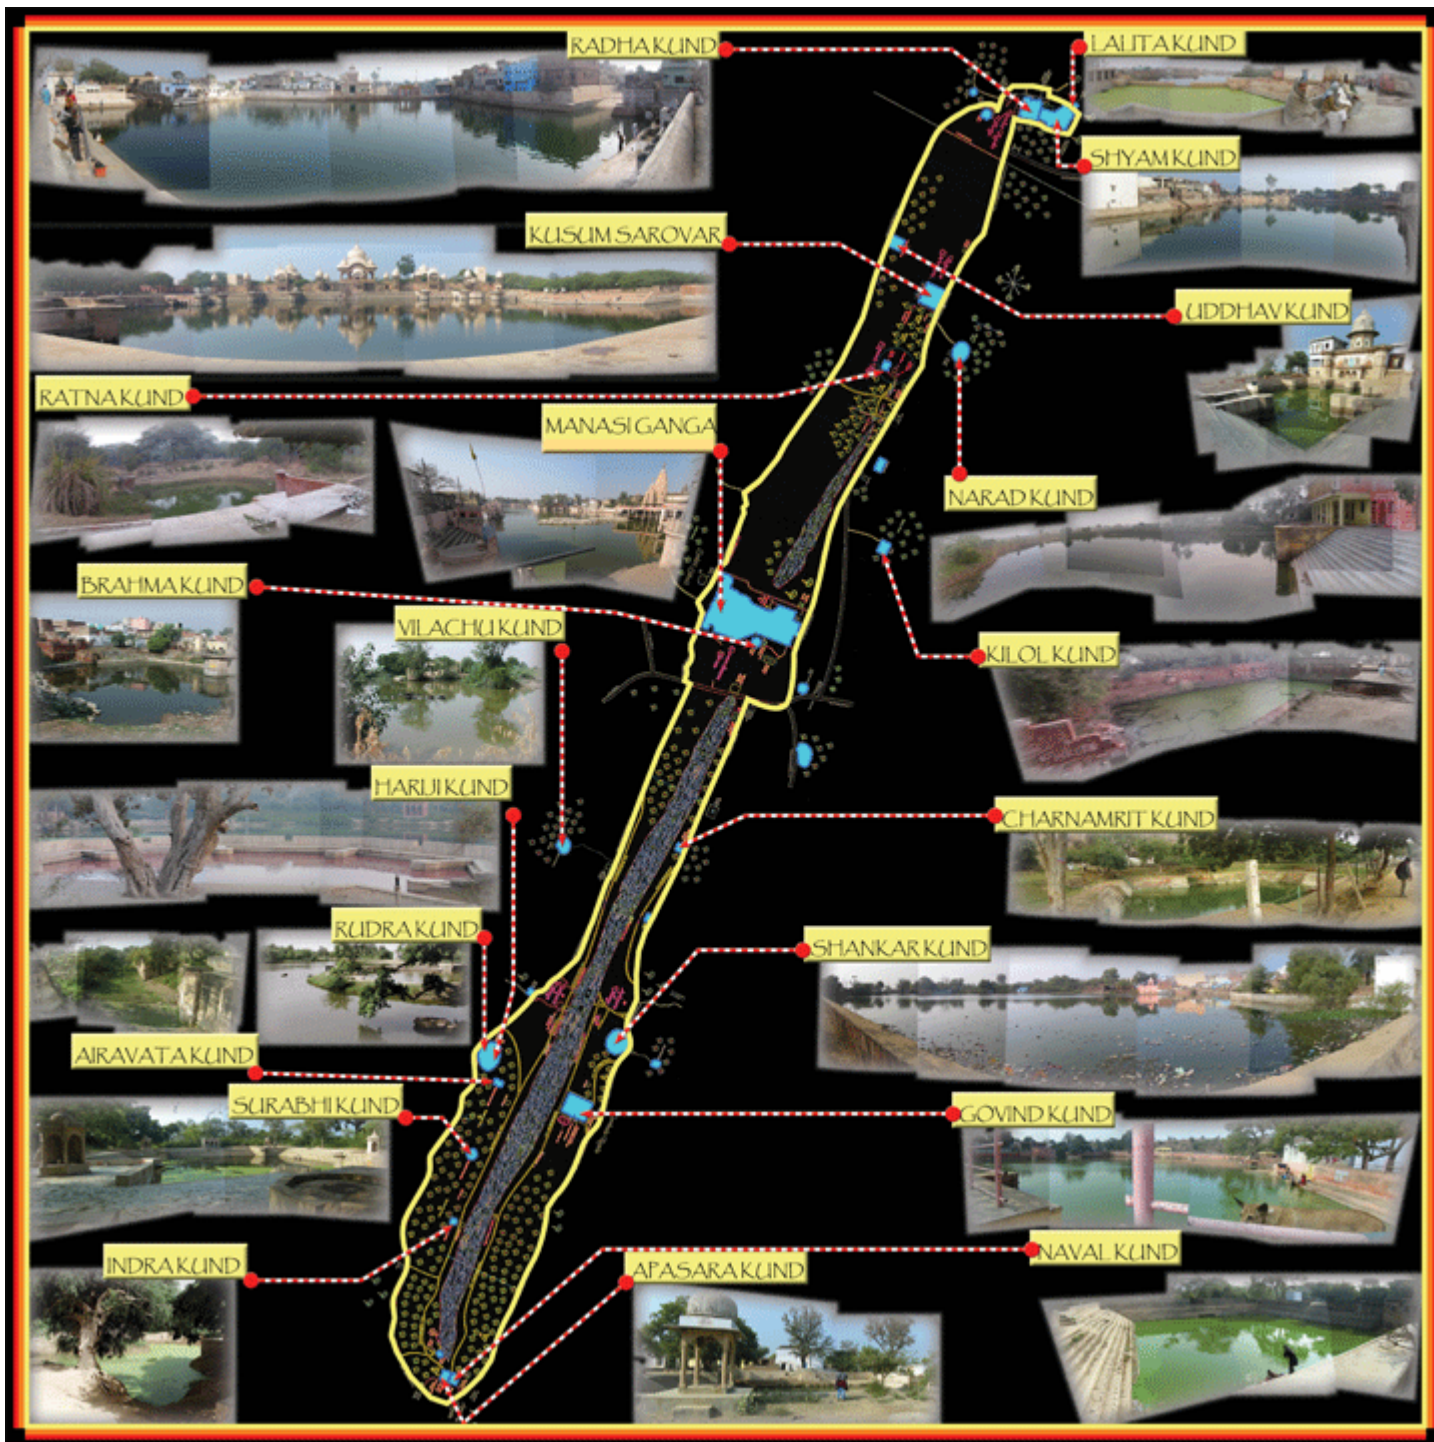 RADHA KUND
LALITA KUND
SHYAM KUND
KUSUM SAROVAR
UDDHAV KUND
RATNA KUND
MANASI GANGA
NARAD KUND
BRAHMA KUND
VILACHU KUND
KILOL KUND
HARIJI KUND
CHARNAMRIT KUND
RUDRA KUND
SHANKAR KUND
AIRAVATA KUND
SURABHI KUND
GOVIND KUND
NAVAL KUND
INDRA KUND
APASARA KUND